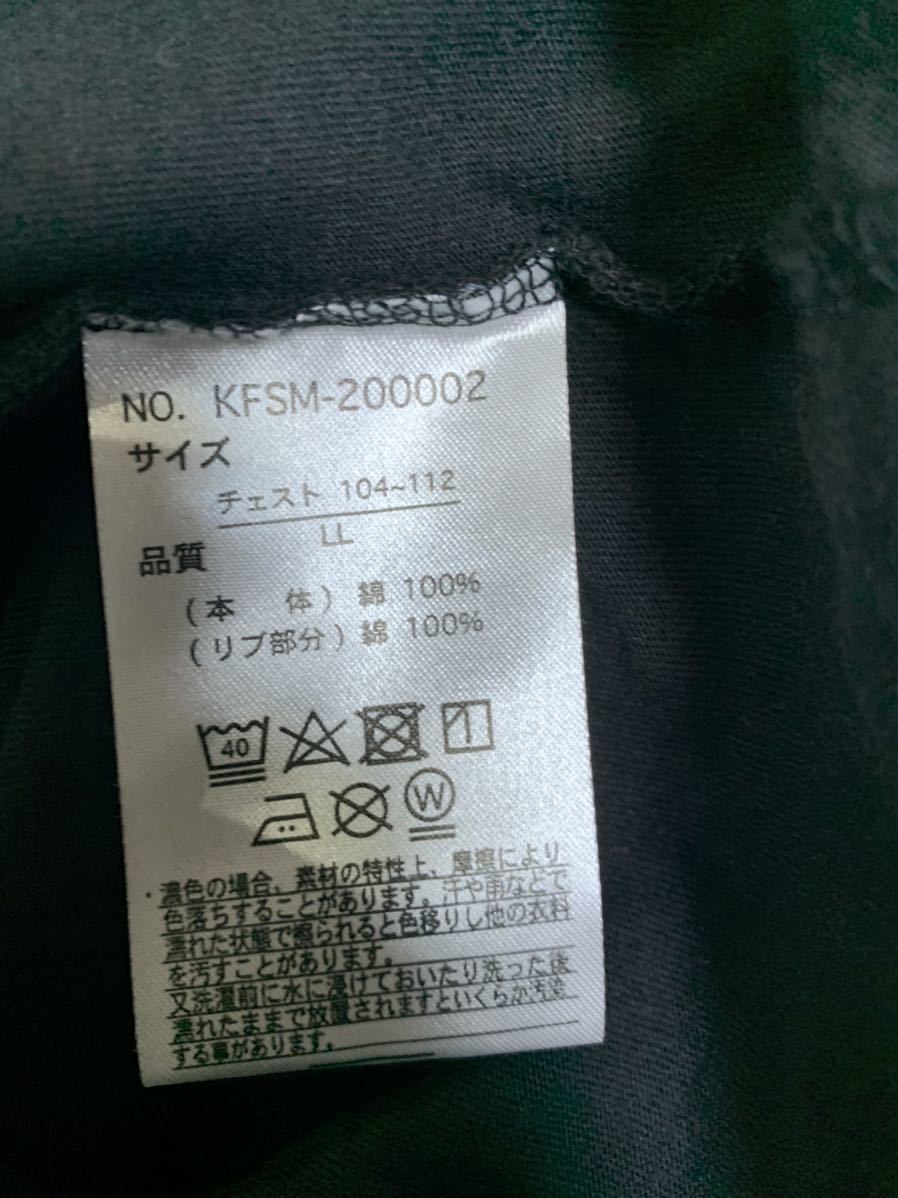 NO. KFSM-200002
サイズ
チェスト 104~112
LL
品質
(本 体) 綿 100%
(リブ部分) 綿 100%
40
W
・濃色の場合、素材の特性上、摩擦により
色落ちすることがあります。汗や雨などで
濡れた状態で擦られると色移りし他の衣料
を汚すことがあります。
又洗濯前に水に浸けておいたり洗った後
濡れたままで放置されますといくらか汚染
する事があります。